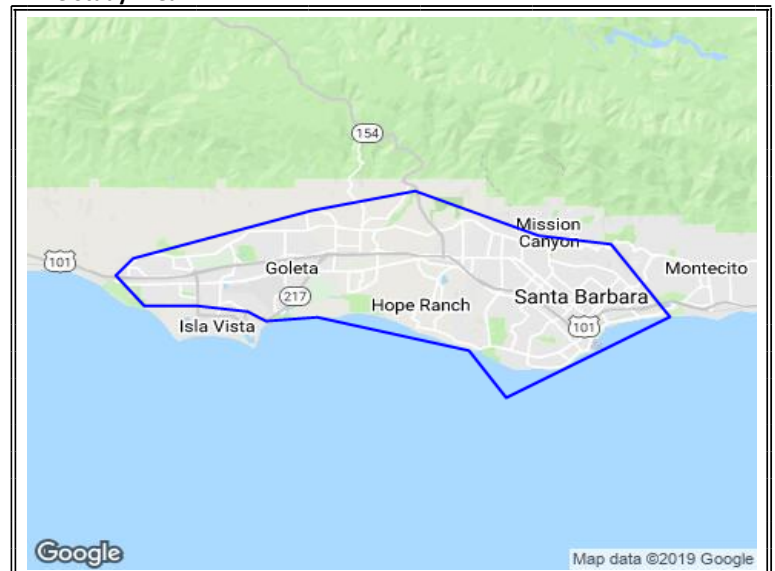 154
Mission
Canyon
101
Goleta
Montecito
217
Hope Ranch
Santa Barbara
Isla Vista
101
Google
Map data ©2019 Google